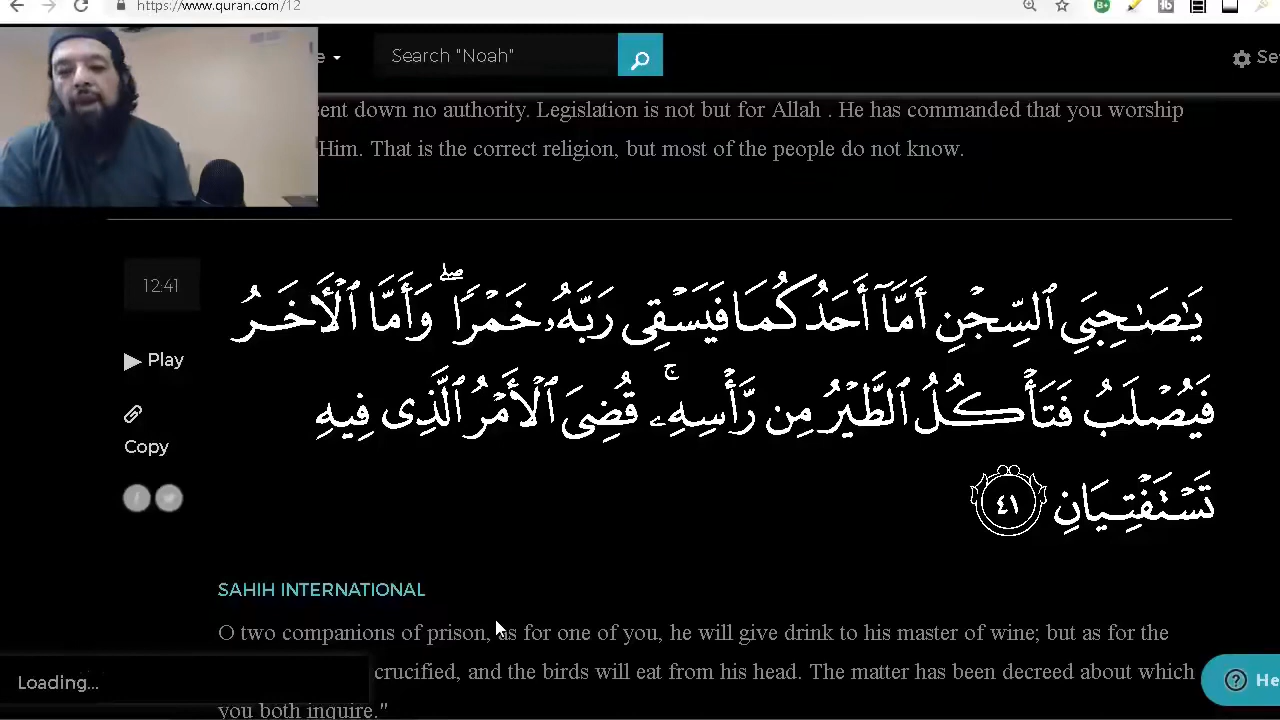 https://www.quran.com/12
e
Search "Noah"
Se
sent down no authority. Legislation is not but for Allah . He has commanded that you worship
Him. That is the correct religion, but most of the people do not know.
12:41
يَـٰصَـٰحِبَىِ ٱلسِّجْنِ أَمَّآ أَحَدُكُمَا فَيَسْقِى رَبَّهُۥ خَمْرًا ۖ وَأَمَّا ٱلْـَٔاخَرُ
Play
فَيُصْلَبُ فَتَأْكُلُ ٱلطَّيْرُ مِن رَّأْسِهِۦ ۚ قُضِىَ ٱلْأَمْرُ ٱلَّذِى فِيهِ
Copy
تَسْتَفْتِيَانِ ٤١
SAHIH INTERNATIONAL
O two companions of prison, as for one of you, he will give drink to his master of wine; but as for the
crucified, and the birds will eat from his head. The matter has been decreed about which
Loading...
He
you both inquire."